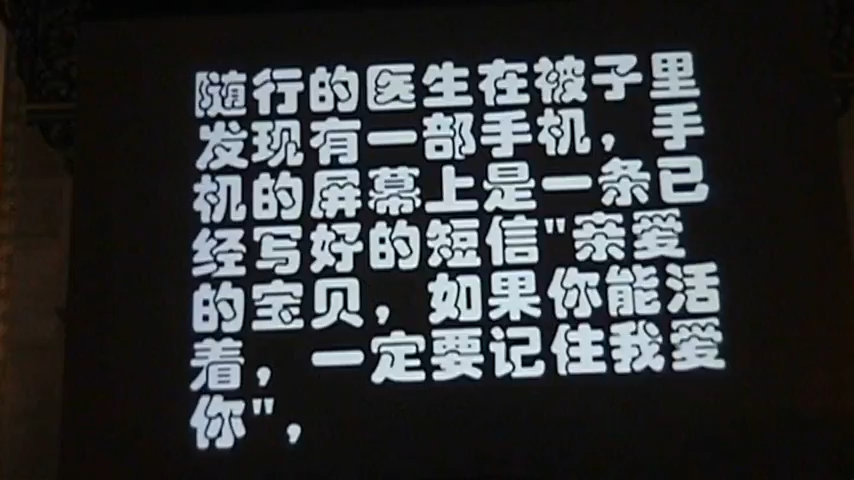 随行的医生在被子里
发现有一部手机，手
机的屏幕上是一条已
经写好的短信"亲爱
的宝贝，如果你能活
着，一定要记住我爱
你"，